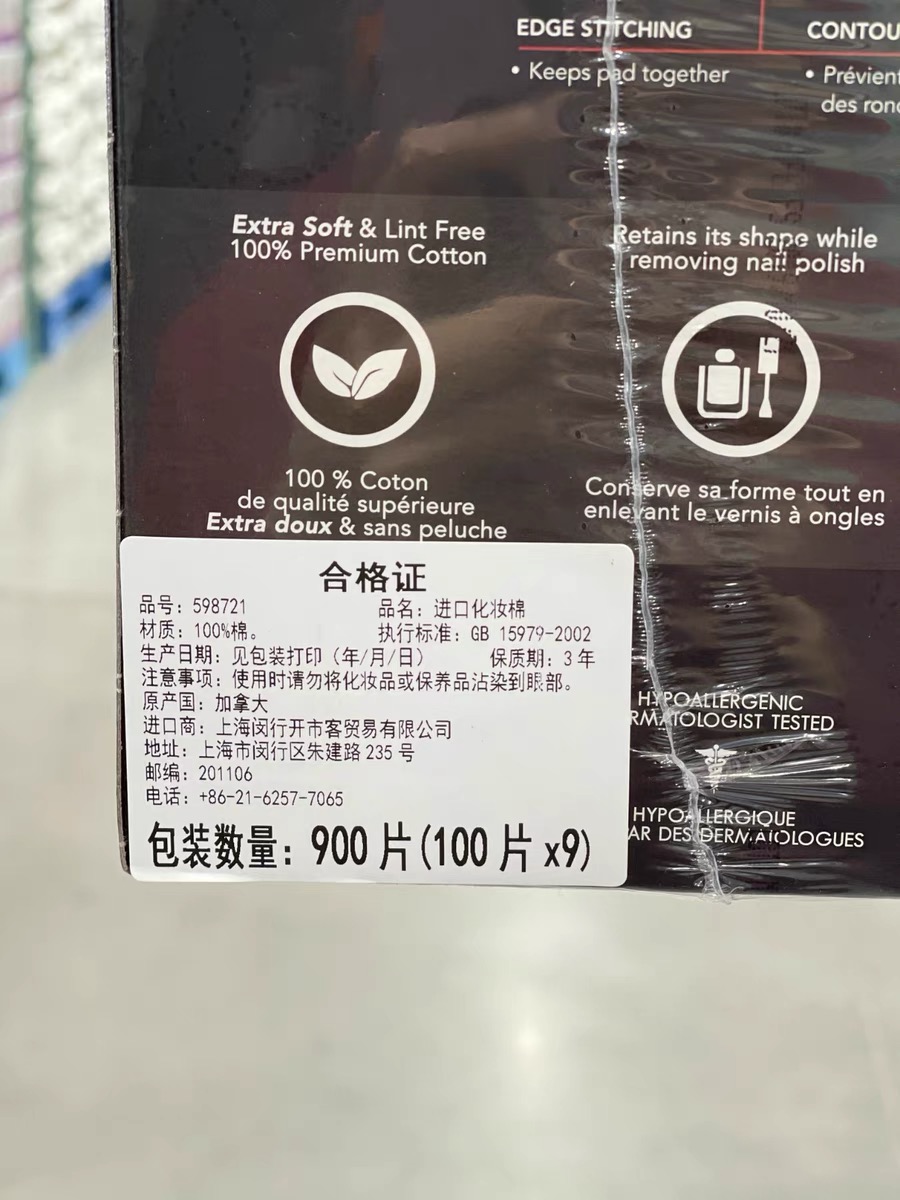 EDGE STITCHING
• Keeps pad together
CONTOU
• Prévient
des rond
Extra Soft & Lint Free
100% Premium Cotton
Retains its shape while
removing nail polish
100 % Coton
de qualité supérieure
Extra doux & sans peluche
Conserve sa forme tout en
enlevant le vernis à ongles
合格证
品号：598721 品名：进口化妆棉
材质：100%棉。 执行标准：GB 15979-2002
生产日期：见包装打印（年/月/日） 保质期：3年
注意事项：使用时请勿将化妆品或保养品沾染到眼部。
原产国：加拿大
进口商：上海闵行开市客贸易有限公司
地址：上海市闵行区朱建路235号
邮编：201106
电话：+86-21-6257-7065
包装数量：900片(100片x9)
HYPOALLERGENIC
RMATOLOGIST TESTED
HYPOALLERGIQUE
AR DES DERMATOLOGUES